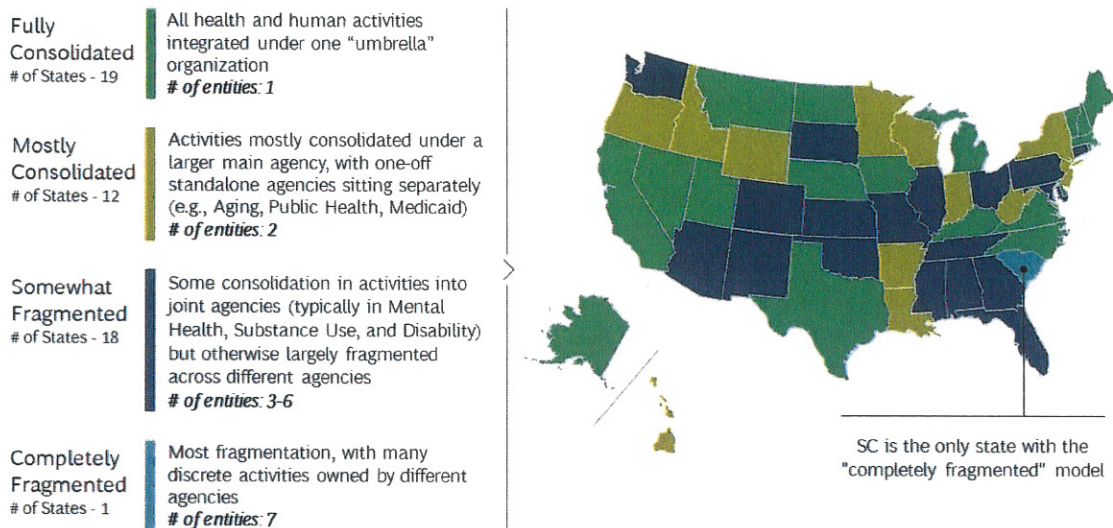 Fully
Consolidated
# of States - 19
All health and human activities
integrated under one “umbrella”
organization
# of entities: 1
Mostly
Consolidated
# of States - 12
Activities mostly consolidated under a
larger main agency, with one-off
standalone agencies sitting separately
(e.g., Aging, Public Health, Medicaid)
# of entities: 2
Somewhat
Fragmented
# of States - 18
Some consolidation in activities into
joint agencies (typically in Mental
Health, Substance Use, and Disability)
but otherwise largely fragmented
across different agencies
# of entities: 3-6
Completely
Fragmented
# of States - 1
Most fragmentation, with many
discrete activities owned by different
agencies
# of entities: 7
SC is the only state with the
"completely fragmented" model